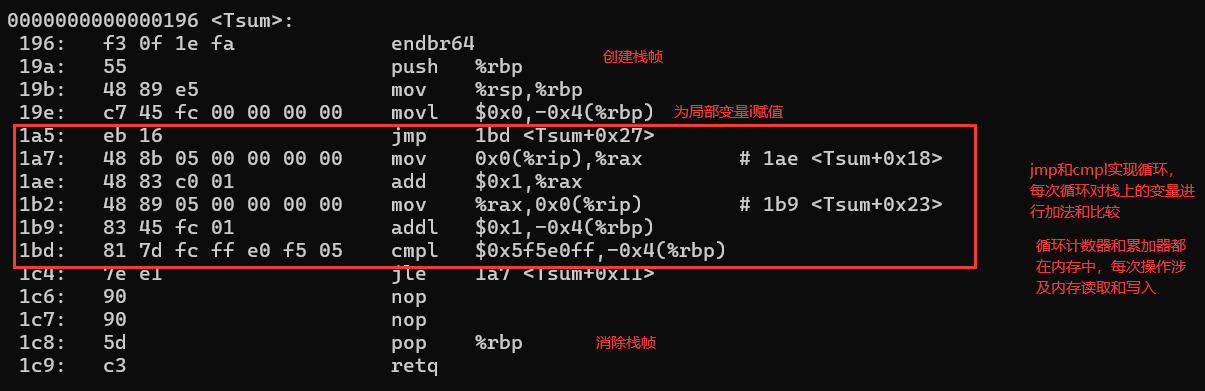 0000000000000196 <Tsum>:
196: f3 0f 1e fa endbr64
创建栈帧
19a: 55 push %rbp
19b: 48 89 e5 mov %rsp,%rbp
19e: c7 45 fc 00 00 00 00 movl $0x0,-0x4(%rbp) 为局部变量i赋值
1a5: eb 16 jmp 1bd <Tsum+0x27>
1a7: 48 8b 05 00 00 00 00 mov 0x0(%rip),%rax # 1ae <Tsum+0x18>
1ae: 48 83 c0 01 add $0x1,%rax
1b2: 48 89 05 00 00 00 00 mov %rax,0x0(%rip) # 1b9 <Tsum+0x23>
1b9: 83 45 fc 01 addl $0x1,-0x4(%rbp)
1bd: 81 7d fc ff e0 f5 05 cmpl $0x5f5e0ff,-0x4(%rbp)
1c4: 7e e1 jle 1a7 <Tsum+0x11>
1c6: 90 nop
1c7: 90 nop
1c8: 5d pop %rbp 消除栈帧
1c9: c3 retq
jmp和cmpl实现循环，
每次循环对栈上的变量进
行加法和比较
循环计数器和累加器都
在内存中，每次操作涉
及内存读取和写入